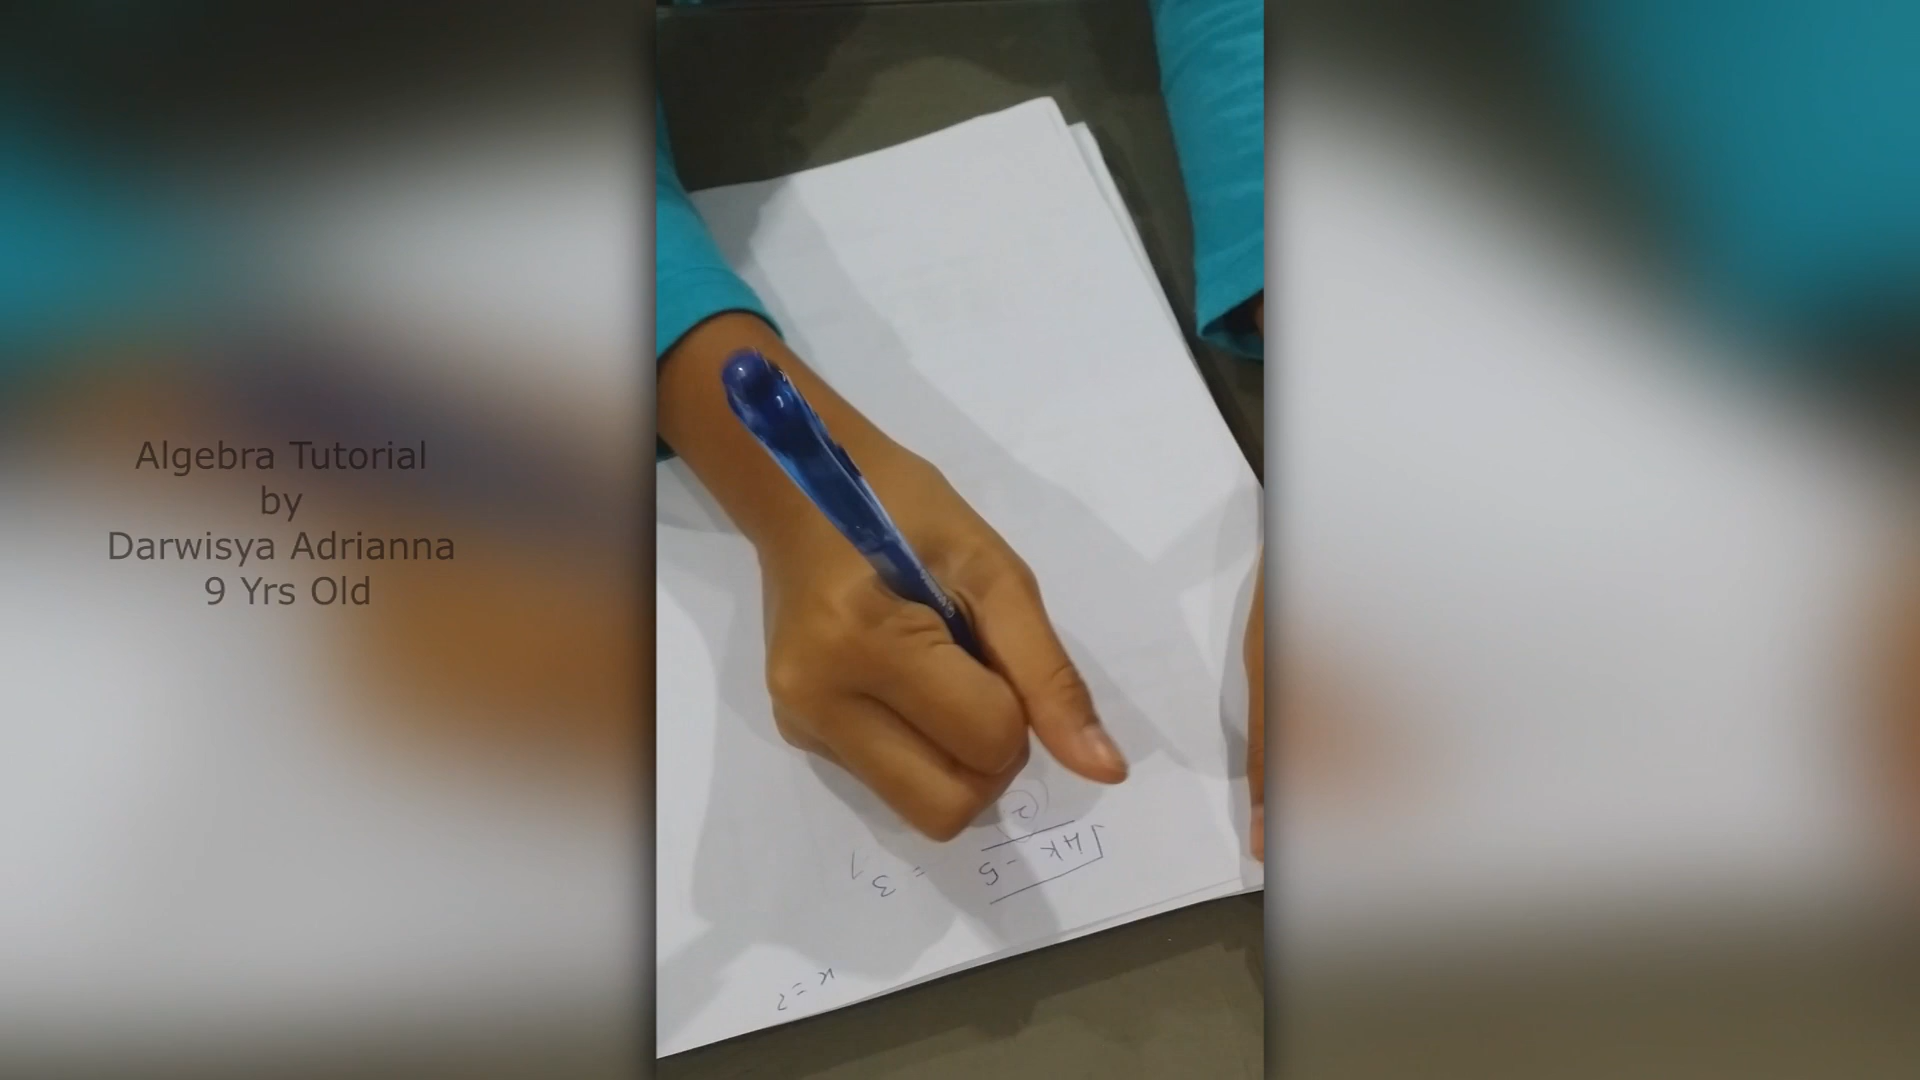 Algebra Tutorial
by
Darwisya Adrianna
9 Yrs Old
k = ?
√4k - 5 = 3
2